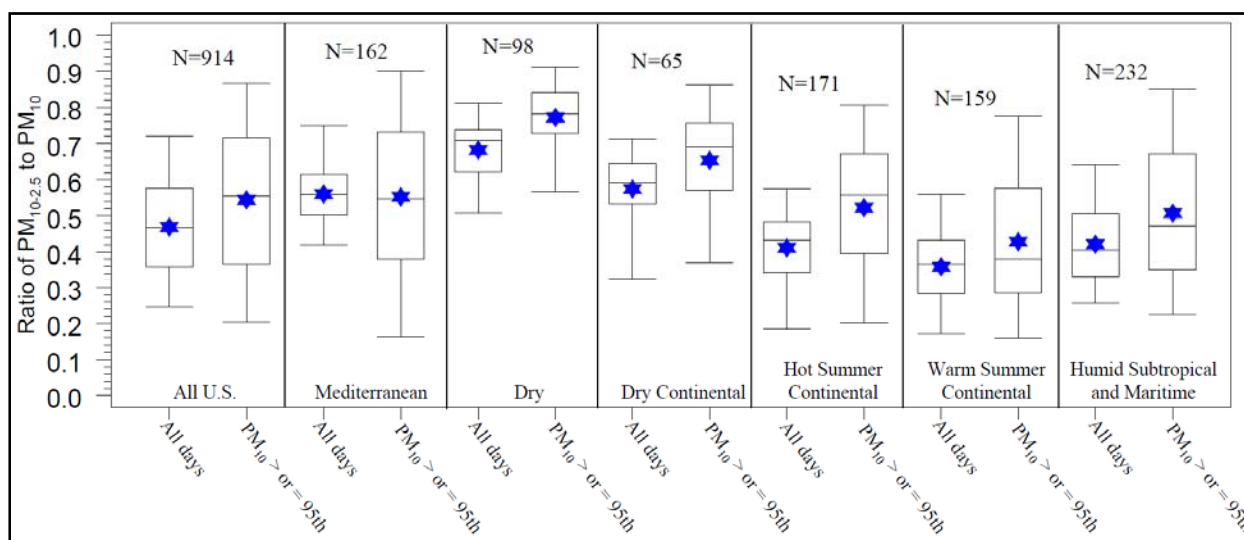 Ratio of PM10-2.5 to PM10
1.0
0.9
0.8
0.7
0.6
0.5
0.4
0.3
0.2
0.1
0.0
N=914
N=162
N=98
N=65
N=171
N=159
N=232
All U.S.
Mediterranean
Dry
Dry Continental
Hot Summer
Continental
Warm Summer
Continental
Humid Subtropical
and Maritime
All days
PM10 > or = 95th
All days
PM10 > or = 95th
All days
PM10 > or = 95th
All days
PM10 > or = 95th
All days
PM10 > or = 95th
All days
PM10 > or = 95th
All days
PM10 > or = 95th